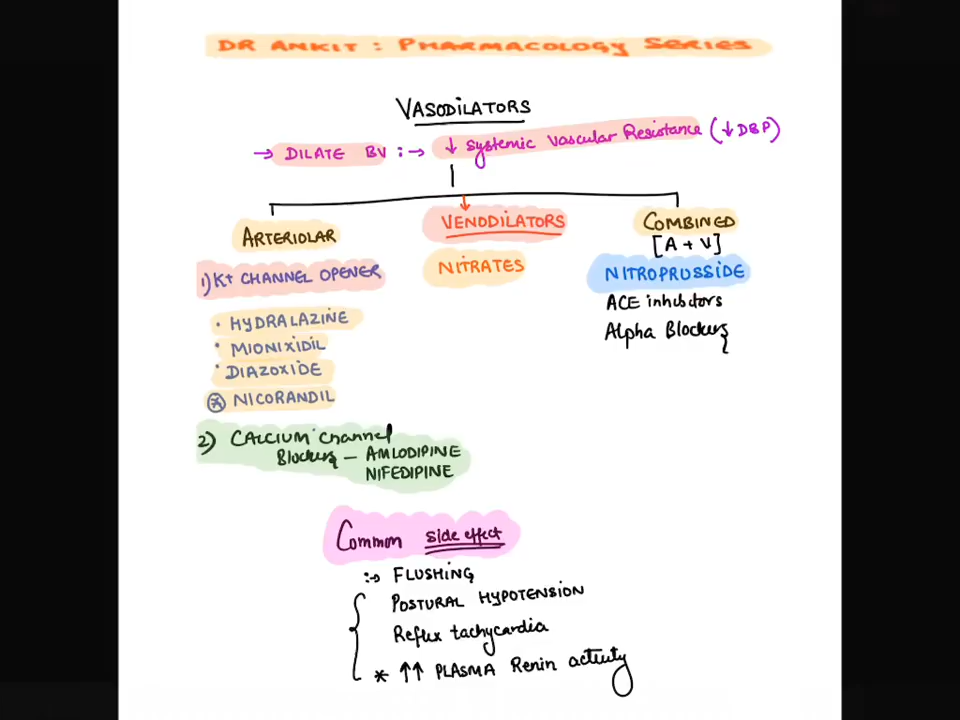 DR ANKIT : PHARMACOLOGY SERIES
VASODILATORS
→ DILATE BV :→ ↓ Systemic Vascular Resistance (↓DBP)
ARTERIOLAR
1) K+ CHANNEL OPENER
• HYDRALAZINE
• MIONIXIDIL
• DIAZOXIDE
* NICORANDIL
2) CALCIUM channel
Blockers – AMLODIPINE
NIFEDIPINE
VENODILATORS
NITRATES
COMBINED
[A + V]
NITROPRUSSIDE
ACE inhibitors
Alpha Blockers
Common side effect
:→ FLUSHING
POSTURAL HYPOTENSION
Reflux tachycardia
* ↑↑ PLASMA Renin activity